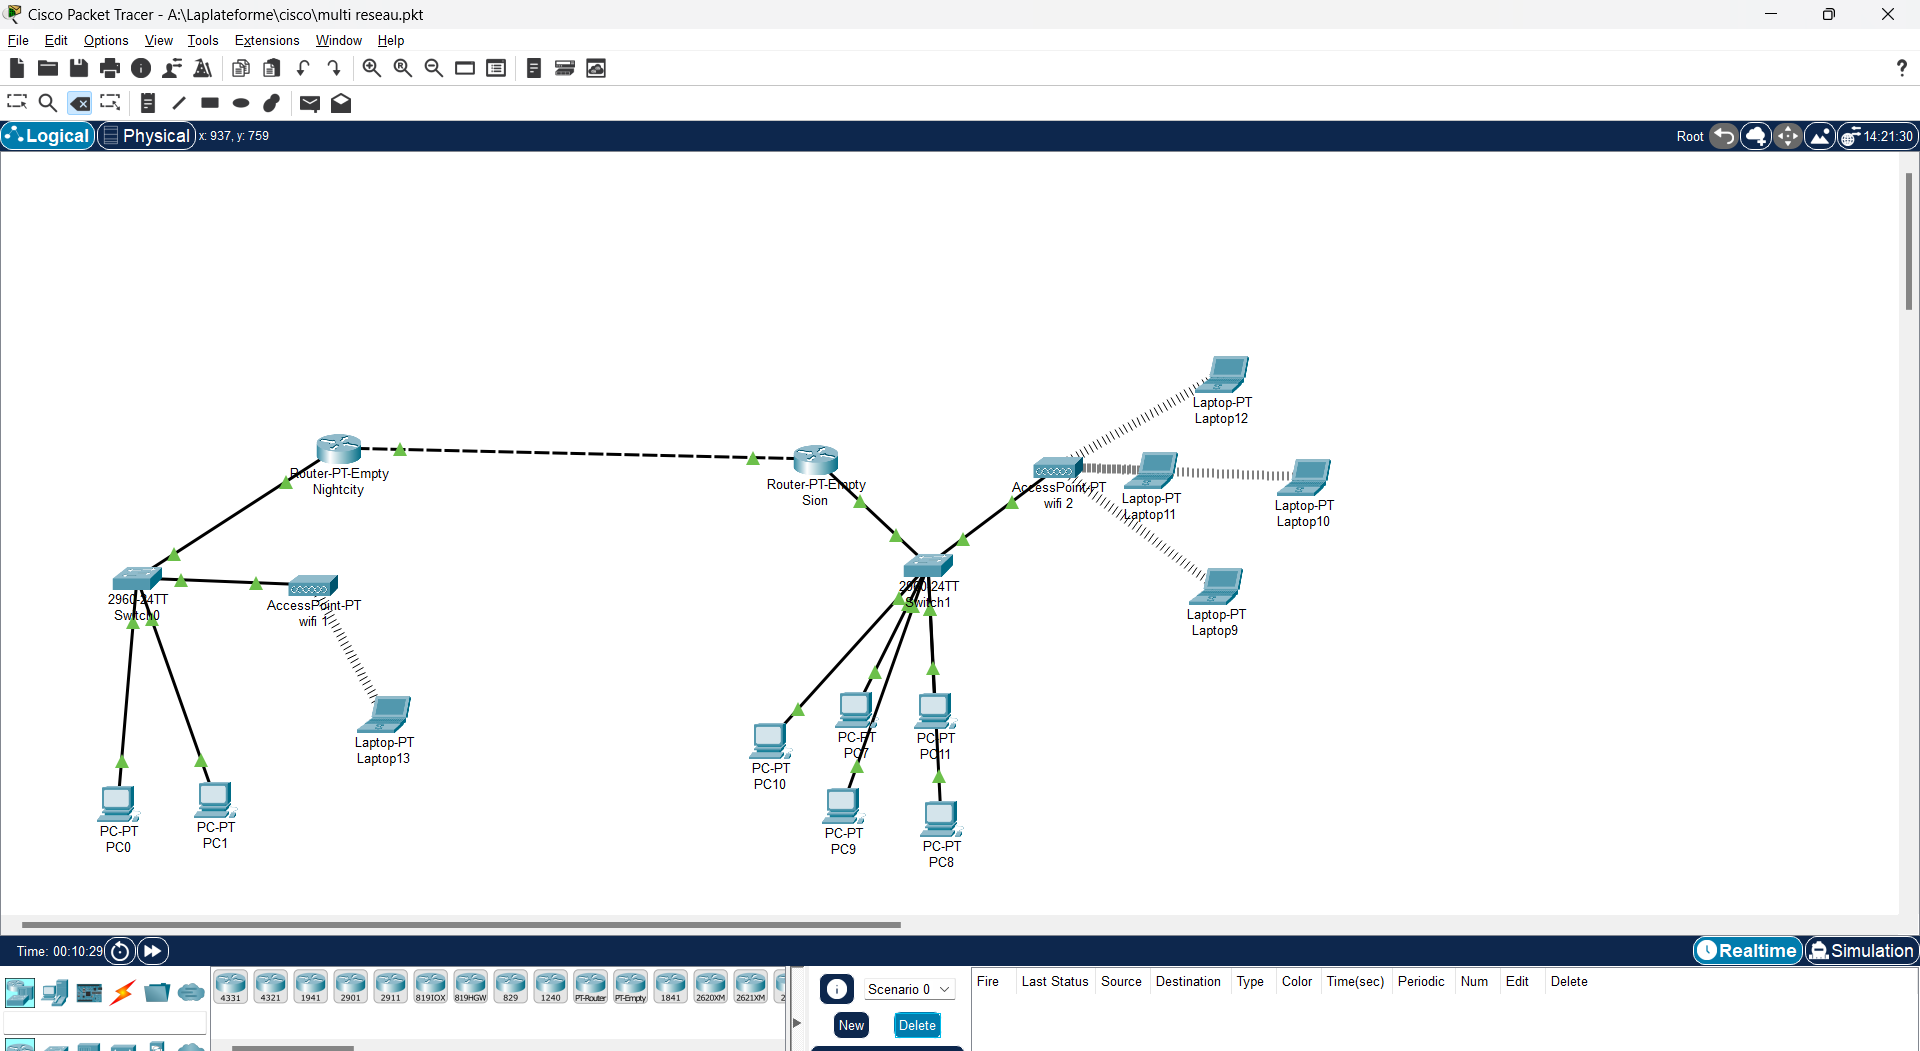 Cisco Packet Tracer - A:\Laplateforme\cisco\multi reseau.pkt
File Edit Options View Tools Extensions Window Help
?
Logical Physical x: 937, y: 759 Root 14:21:30
Laptop-PT
Laptop12
Router-PT-Empty
Nightcity
Router-PT-Empty
Sion
AccessPoint-PT
wifi 2
Laptop-PT
Laptop11
Laptop-PT
Laptop10
2960-24TT
Switch0
AccessPoint-PT
wifi 1
2960-24TT
Switch1
Laptop-PT
Laptop9
Laptop-PT
Laptop13
PC-PT
PC7
PC-PT
PC11
PC-PT
PC10
PC-PT
PC0
PC-PT
PC1
PC-PT
PC9
PC-PT
PC8
Time: 00:10:29 Realtime Simulation
4331 4321 1941 2901 2911 819IOX 819HGW 829 1240 PT-Router PT-Empty 1841 2620XM 2621XM 2
Scenario 0
New Delete
Fire Last Status Source Destination Type Color Time(sec) Periodic Num Edit Delete